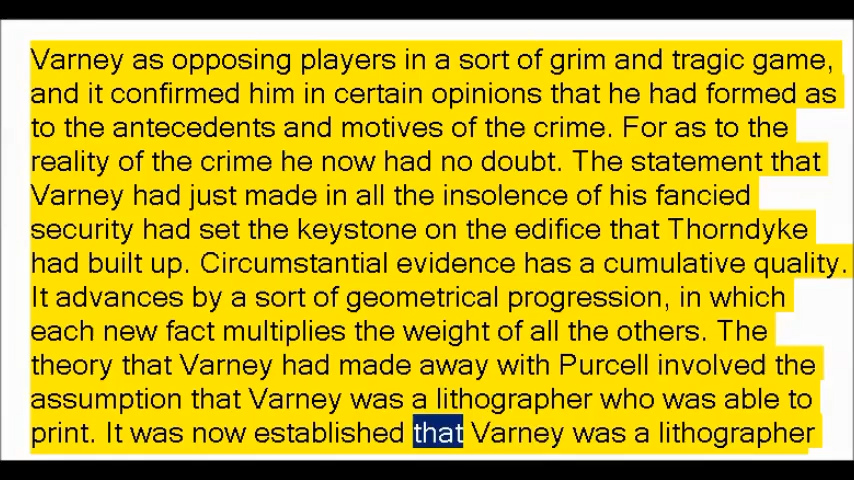 Varney as opposing players in a sort of grim and tragic game,
and it confirmed him in certain opinions that he had formed as
to the antecedents and motives of the crime. For as to the
reality of the crime he now had no doubt. The statement that
Varney had just made in all the insolence of his fancied
security had set the keystone on the edifice that Thorndyke
had built up. Circumstantial evidence has a cumulative quality.
It advances by a sort of geometrical progression, in which
each new fact multiplies the weight of all the others. The
theory that Varney had made away with Purcell involved the
assumption that Varney was a lithographer who was able to
print. It was now established that Varney was a lithographer